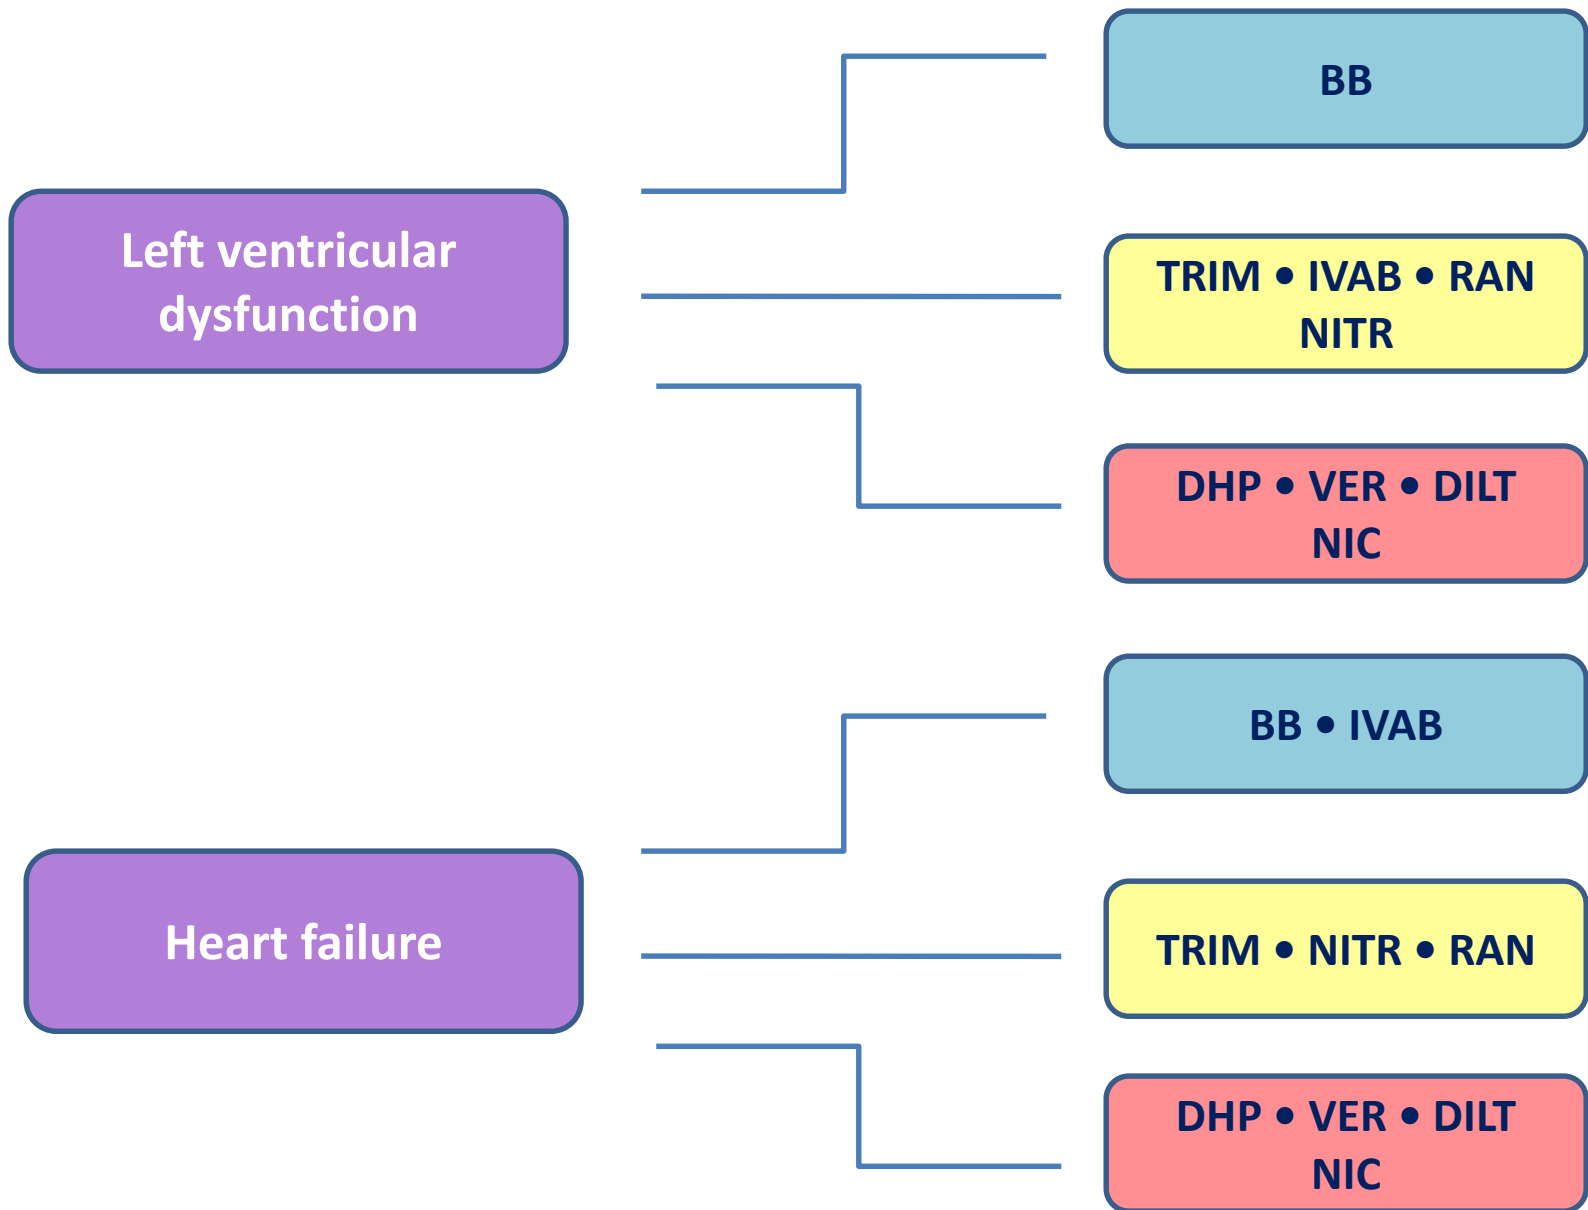 BB
Left ventricular
dysfunction
TRIM • IVAB • RAN
NITR
DHP • VER • DILT
NIC
BB • IVAB
Heart failure
TRIM • NITR • RAN
DHP • VER • DILT
NIC